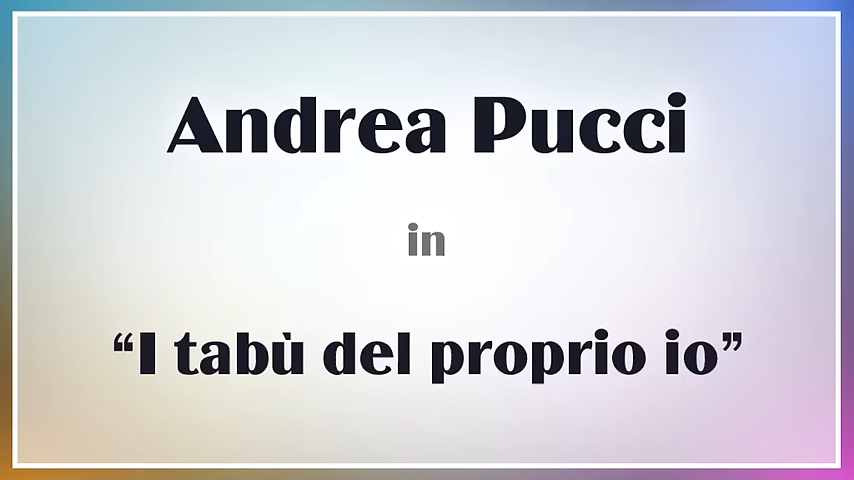 Andrea Pucci
in
“I tabù del proprio io”